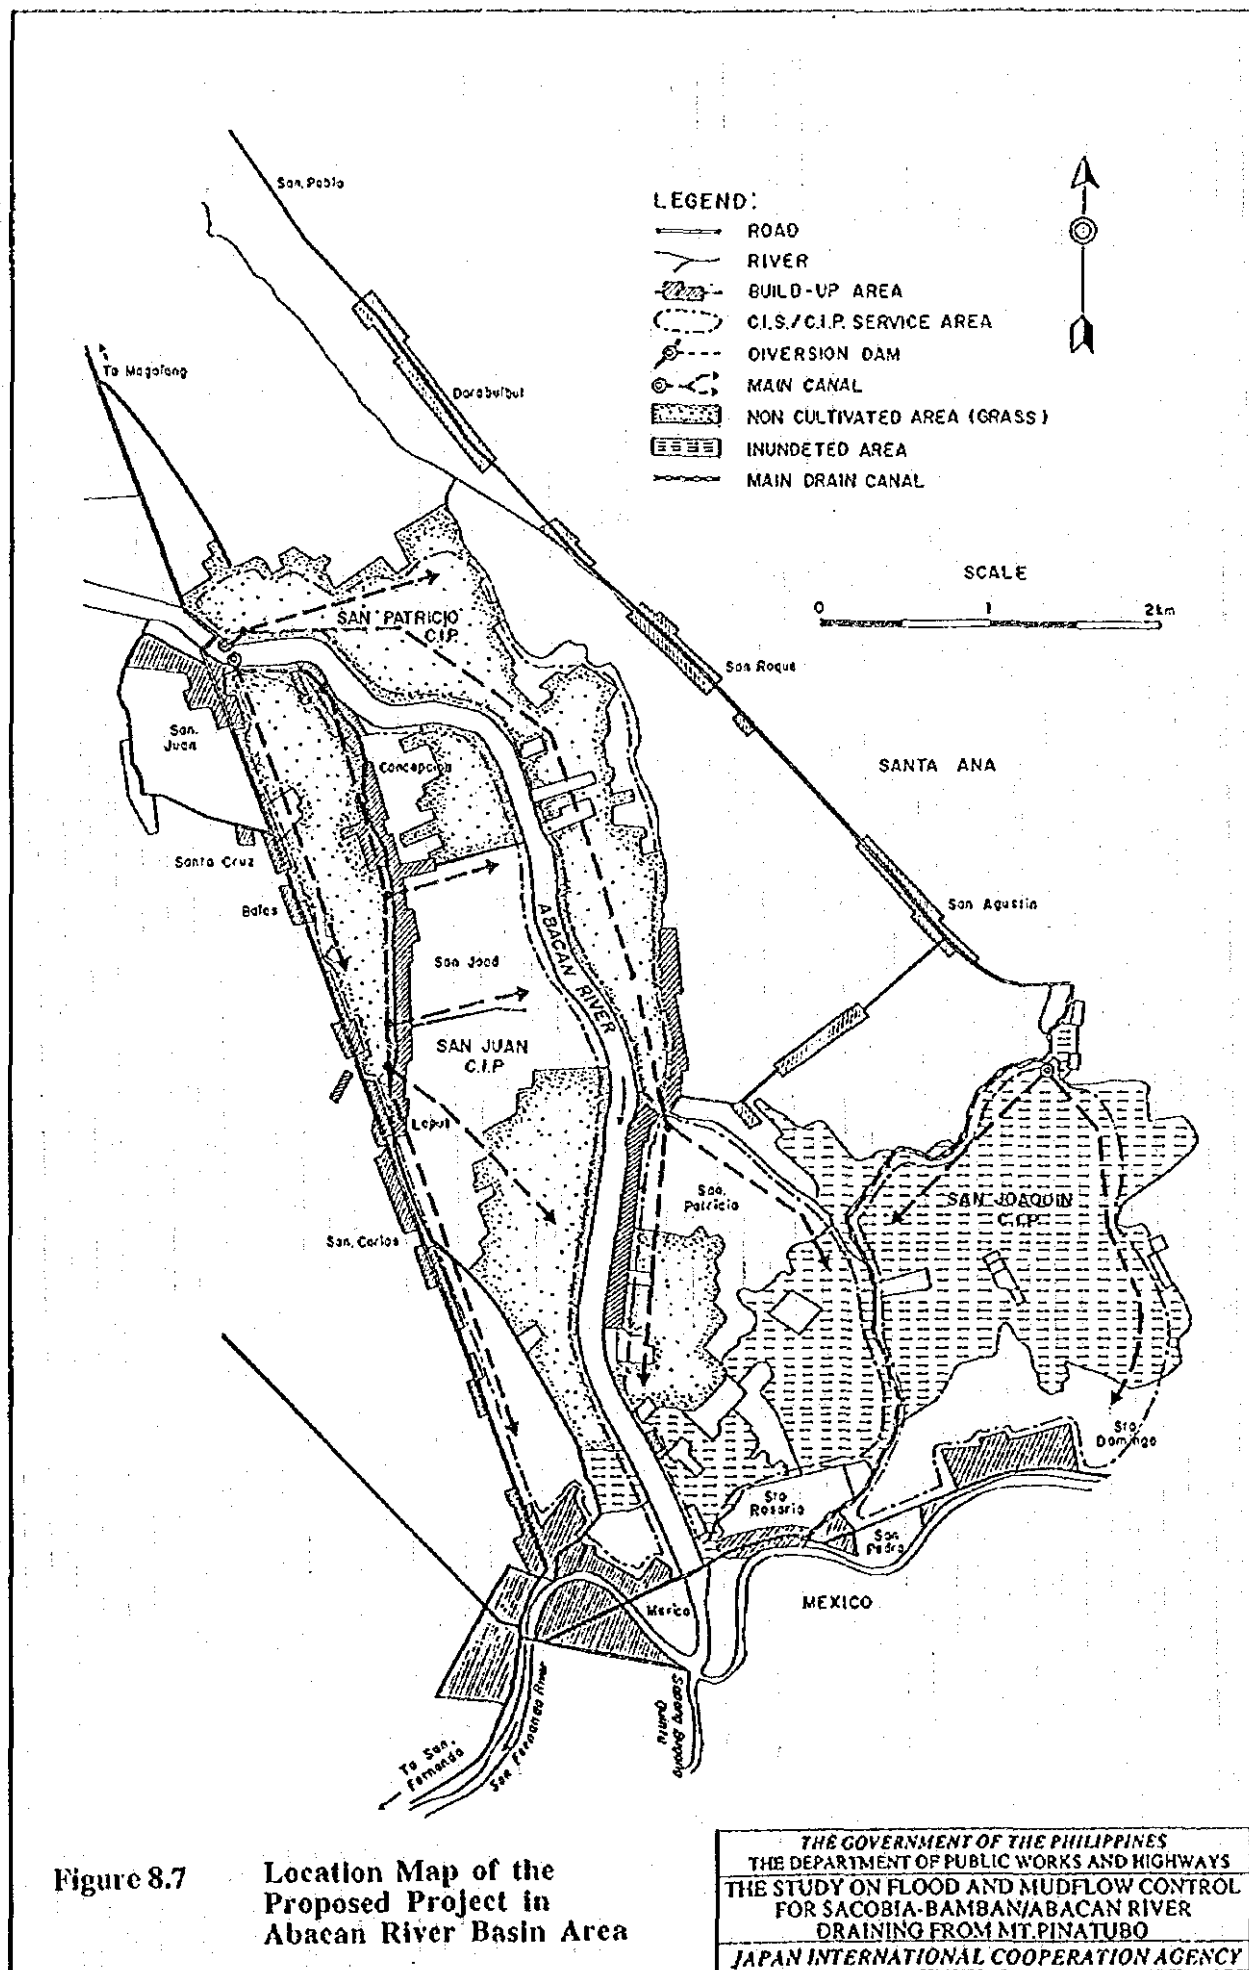 San. Pablo
LEGEND:
ROAD
RIVER
BUILD-UP AREA
C.I.S./C.I.P. SERVICE AREA
DIVERSION DAM
MAIN CANAL
NON CULTIVATED AREA (GRASS)
INUNDETED AREA
MAIN DRAIN CANAL
To Magalang
SCALE
0 1 2km
SAN PATRICIO
C.I.P.
San Roque
San.
Juan
Concepcion
SANTA ANA
Santa Cruz
San Agustin
ABACAN RIVER
San José
SAN JUAN
C.I.P
San.
Patricio
SAN JOAQUIN
C.I.P.
San. Carlos
Sto
Domingo
Sto
Rosario
San
Pedro
Mexico
MEXICO
San Fernando River
Sapang
To San.
Fernando
Figure 8.7
Location Map of the
Proposed Project in
Abacan River Basin Area
THE GOVERNMENT OF THE PHILIPPINES
THE DEPARTMENT OF PUBLIC WORKS AND HIGHWAYS
THE STUDY ON FLOOD AND MUDFLOW CONTROL
FOR SACOBIA-BAMBAN/ABACAN RIVER
DRAINING FROM MT.PINATUBO
JAPAN INTERNATIONAL COOPERATION AGENCY